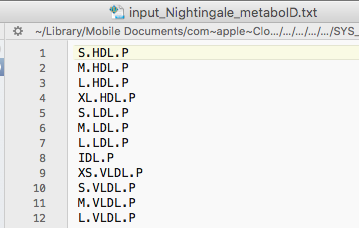 input_Nightingale_metaboID.txt
~/Library/Mobile Documents/com~apple~Clo.../.../.../.../.../SYS_
1 S.HDL.P
2 M.HDL.P
3 L.HDL.P
4 XL.HDL.P
5 S.LDL.P
6 M.LDL.P
7 L.LDL.P
8 IDL.P
9 XS.VLDL.P
10 S.VLDL.P
11 M.VLDL.P
12 L.VLDL.P